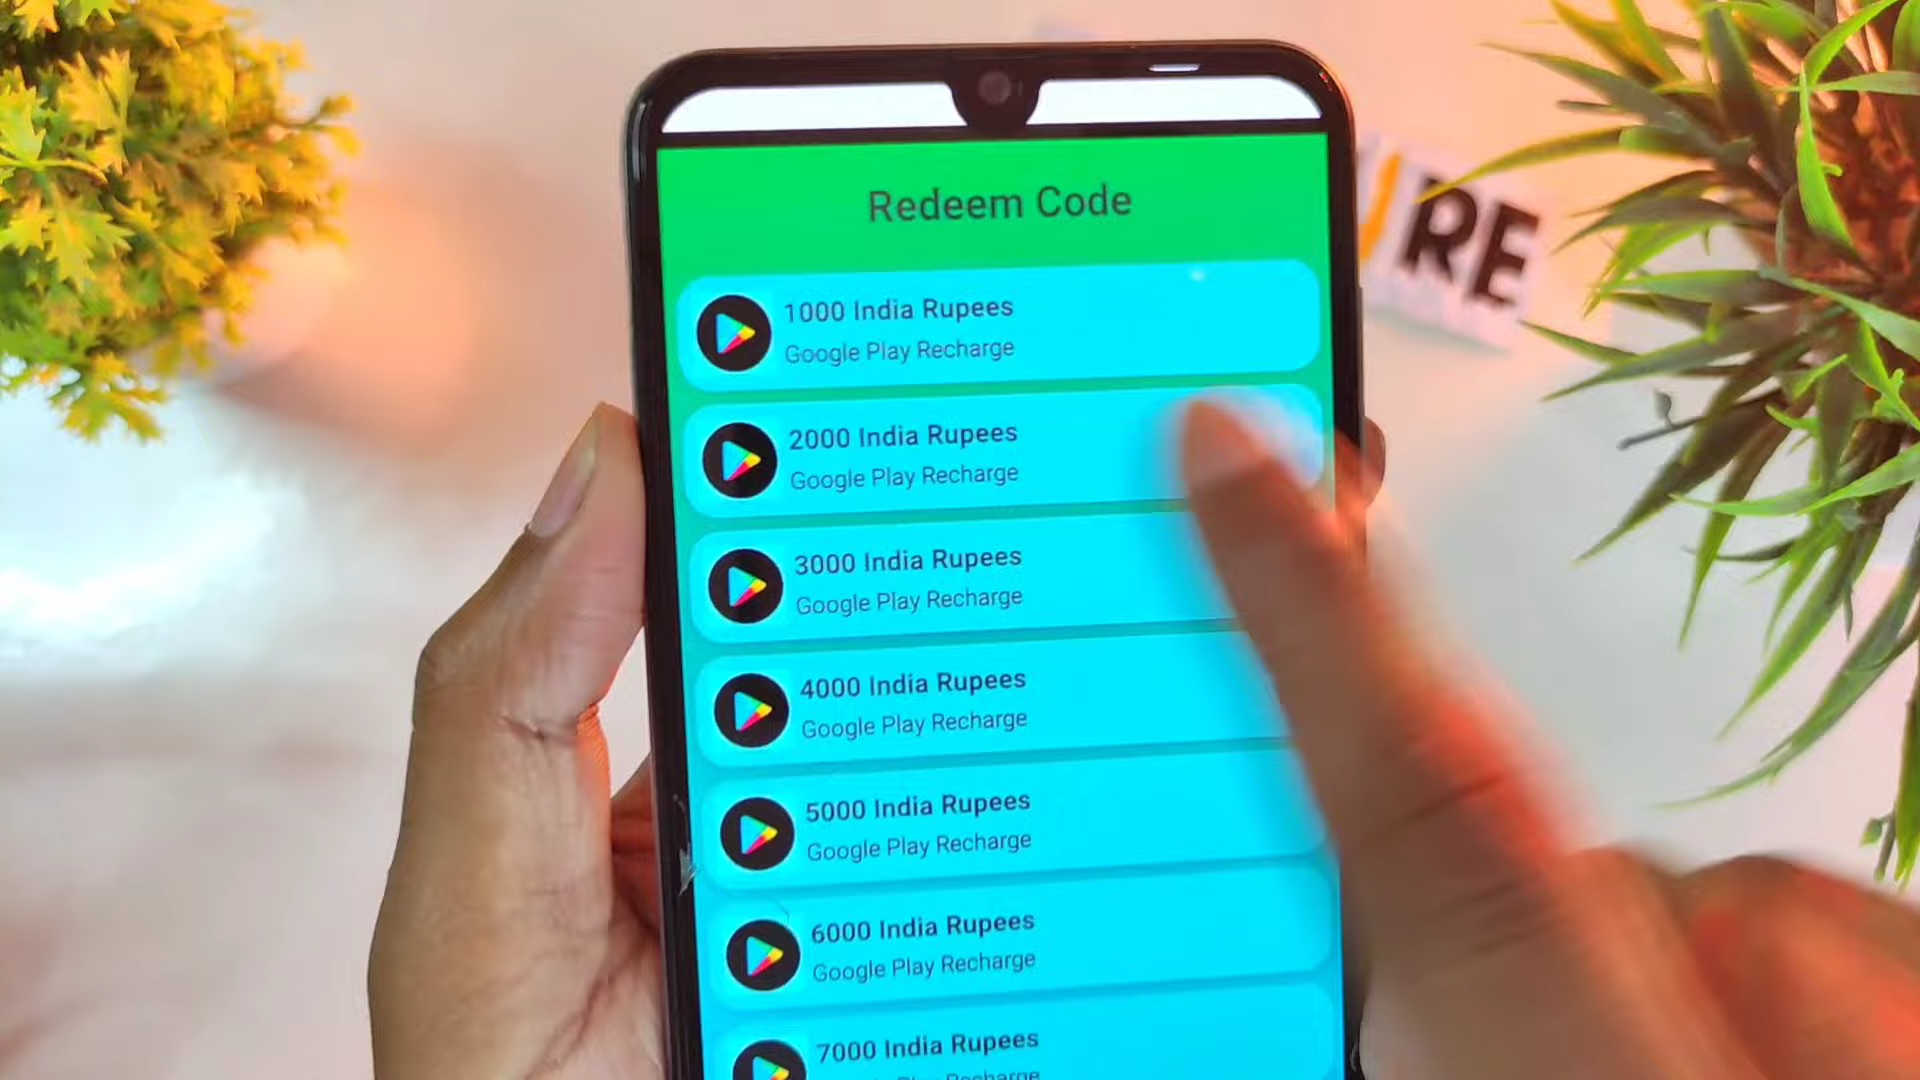 Redeem Code
1000 India Rupees
Google Play Recharge
2000 India Rupees
Google Play Recharge
3000 India Rupees
Google Play Recharge
4000 India Rupees
Google Play Recharge
5000 India Rupees
Google Play Recharge
6000 India Rupees
Google Play Recharge
7000 India Rupees
RE